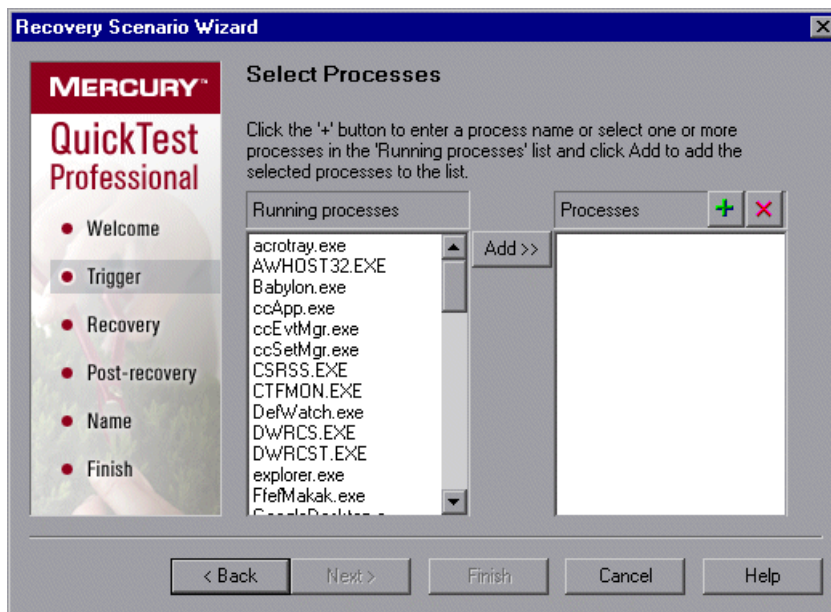 Recovery Scenario Wizard
MERCURY™
QuickTest
Professional
Welcome
Trigger
Recovery
Post-recovery
Name
Finish
Select Processes
Click the '+' button to enter a process name or select one or more
processes in the 'Running processes' list and click Add to add the
selected processes to the list.
Running processes
acrotray.exe
AWHOST32.EXE
Babylon.exe
ccApp.exe
ccEvtMgr.exe
ccSetMgr.exe
CSRSS.EXE
CTFMON.EXE
DefWatch.exe
DWRCS.EXE
DWRCST.EXE
explorer.exe
FfefMakak.exe
Add >>
Processes
< Back
Next >
Finish
Cancel
Help